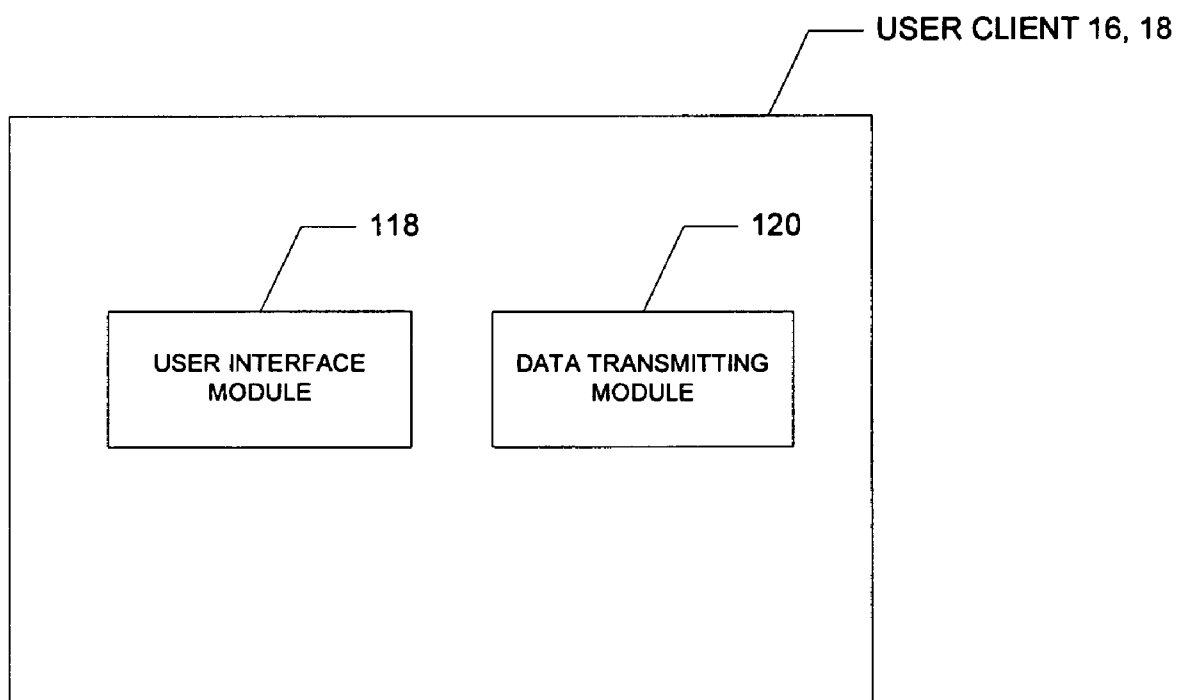 USER CLIENT 16, 18
118
120
USER INTERFACE
MODULE
DATA TRANSMITTING
MODULE